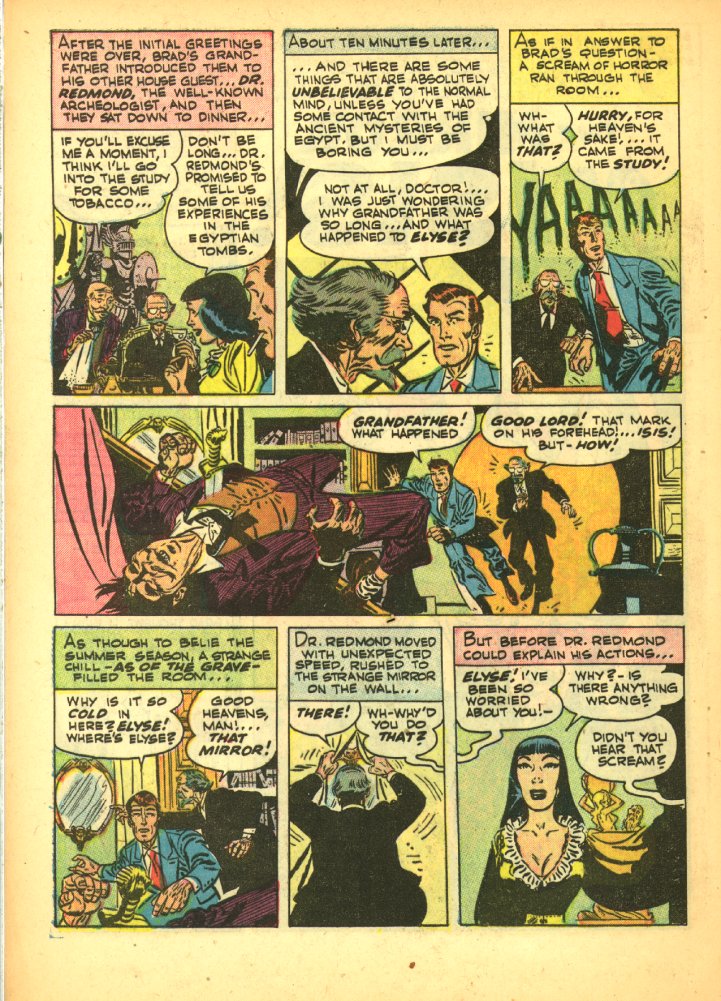 AFTER THE INITIAL GREETINGS
WERE OVER, BRAD'S GRAND-
FATHER INTRODUCED THEM TO
HIS OTHER HOUSE GUEST... DR.
REDMOND, THE WELL-KNOWN
ARCHEOLOGIST, AND THEN
THEY SAT DOWN TO DINNER...
IF YOU'LL EXCUSE
ME A MOMENT, I
THINK I'LL GO
INTO THE STUDY
FOR SOME
TOBACCO...
DON'T BE
LONG... DR.
REDMOND'S
PROMISED TO
TELL US
SOME OF HIS
EXPERIENCES
IN THE
EGYPTIAN
TOMBS.
ABOUT TEN MINUTES LATER...
...AND THERE ARE SOME
THINGS THAT ARE ABSOLUTELY
UNBELIEVABLE TO THE NORMAL
MIND, UNLESS YOU'VE HAD
SOME CONTACT WITH THE
ANCIENT MYSTERIES OF
EGYPT. BUT I MUST BE
BORING YOU...
NOT AT ALL, DOCTOR!...
I WAS JUST WONDERING
WHY GRANDFATHER WAS
SO LONG... AND WHAT
HAPPENED TO ELYSE?
AS IF IN ANSWER TO
BRAD'S QUESTION-
A SCREAM OF HORROR
RAN THROUGH THE
ROOM...
WH-
WHAT
WAS
THAT?
HURRY, FOR
HEAVEN'S
SAKE!... IT
CAME FROM
THE STUDY!
YAAAAAAAA
GRANDFATHER!
WHAT HAPPENED
GOOD LORD! THAT MARK
ON HIS FOREHEAD!... ISIS!
BUT-HOW!
AS THOUGH TO BELIE THE
SUMMER SEASON, A STRANGE
CHILL -AS OF THE GRAVE-
FILLED THE ROOM...
WHY IS IT SO
COLD IN
HERE? ELYSE!
WHERE'S ELYSE?
GOOD
HEAVENS,
MAN!...
THAT
MIRROR!
DR. REDMOND MOVED
WITH UNEXPECTED
SPEED, RUSHED TO
THE STRANGE MIRROR
ON THE WALL...
THERE!
WH-WHY'D
YOU DO
THAT?
BUT BEFORE DR. REDMOND
COULD EXPLAIN HIS ACTIONS...
ELYSE! I'VE
BEEN SO
WORRIED
ABOUT YOU!-
WHY?- IS
THERE ANYTHING
WRONG?
DIDN'T YOU
HEAR THAT
SCREAM?